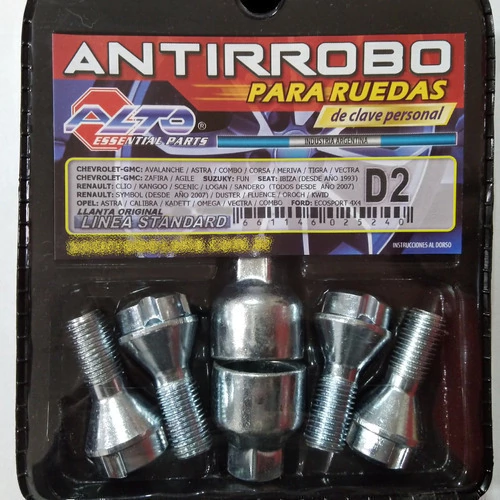 ANTIRROBO
PARA RUEDAS
de clave personal
ALTO®
ESSENTIAL PARTS
INDUSTRIA ARGENTINA
CHEVROLET-GMC: AVALANCHE / ASTRA / COMBO / CORSA / MERIVA / TIGRA / VECTRA
CHEVROLET-GMC: ZAFIRA / AGILE SUZUKY: FUN SEAT: IBIZA (DESDE AÑO 1993)
RENAULT: CLIO / KANGOO / SCENIC / LOGAN / SANDERO (TODOS DESDE 2007)
RENAULT: SYMBOL (DESDE AÑO 2007) / DUSTER / FLUENCE / OROCH / KWID
OPEL: ASTRA / CALIBRA / KADETT / OMEGA / VECTRA / COMBO FORD: ECOSPORT 4X4
D2
LLANTA ORIGINAL
LINEA STANDARD
661146025240
INSTRUCCIONES AL DORSO